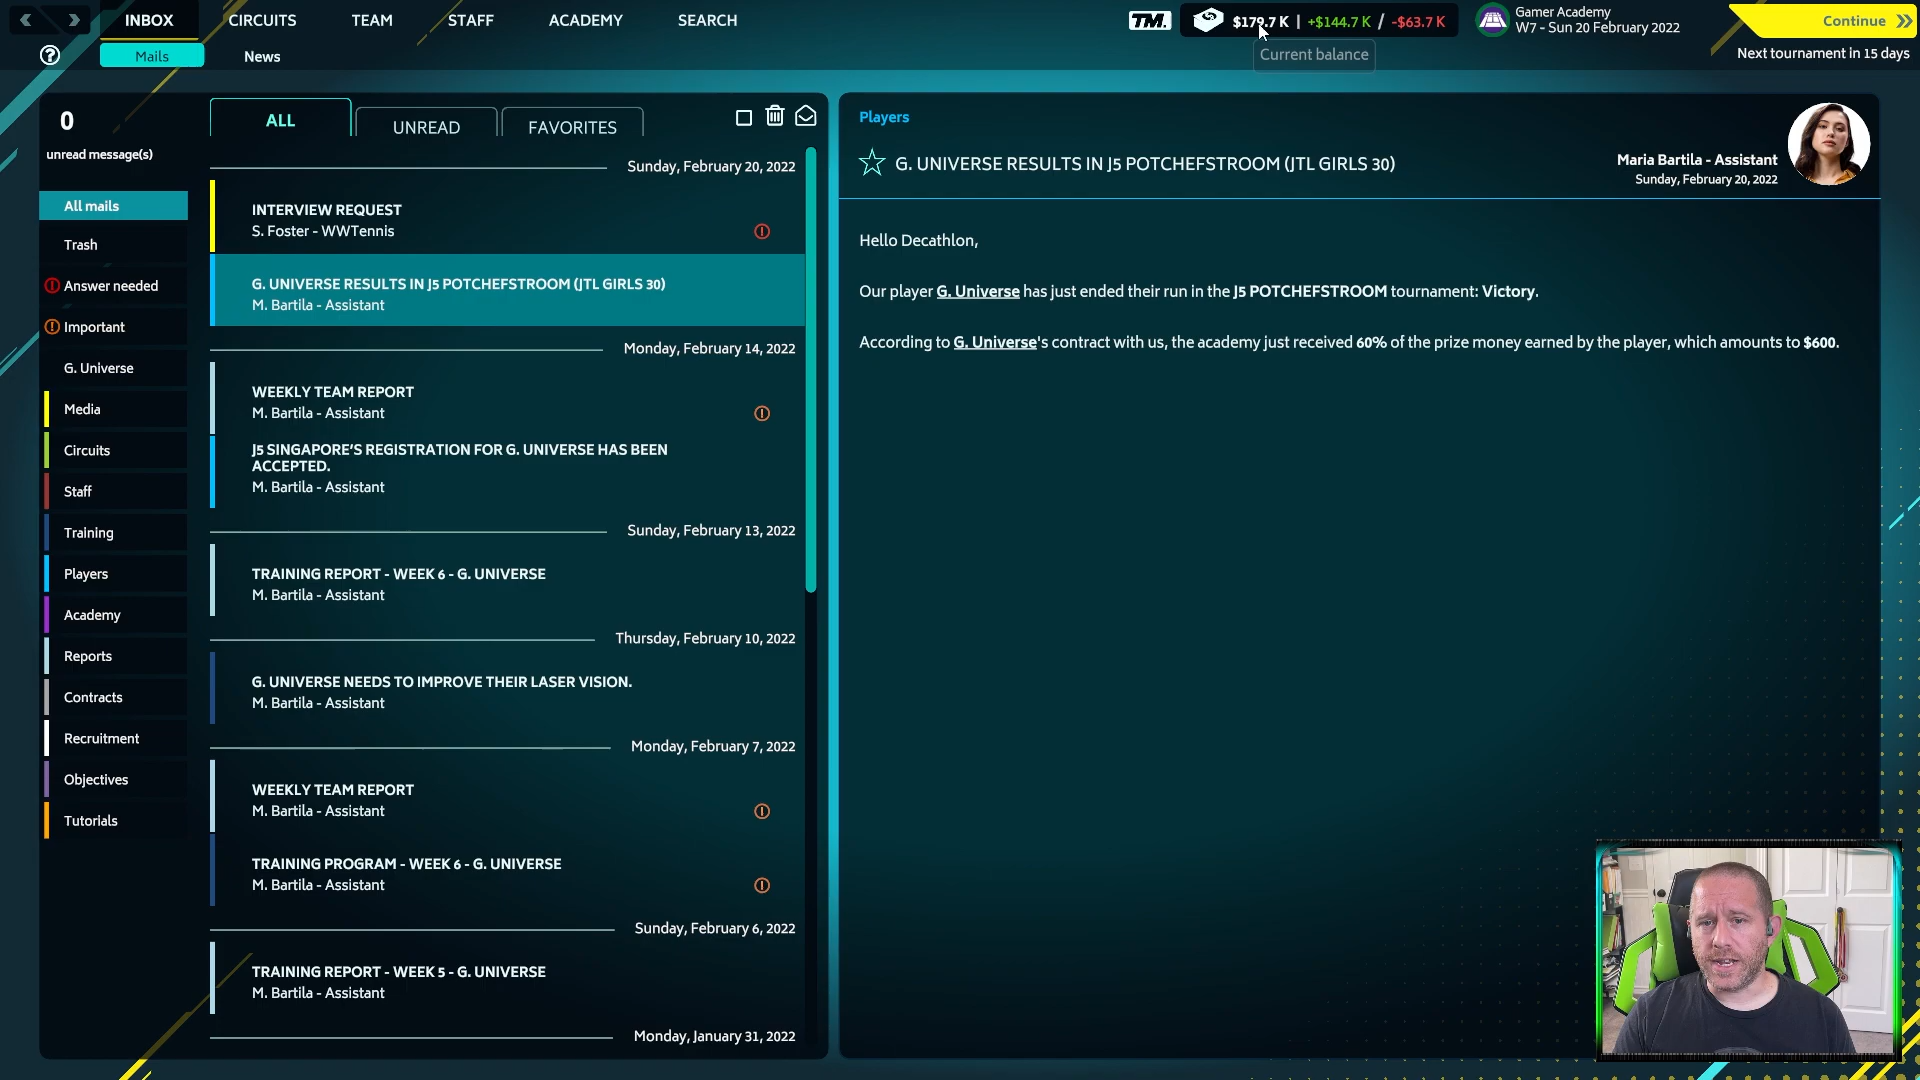 INBOX
CIRCUITS
TEAM
STAFF
ACADEMY
SEARCH
TM.
$179.7 K | +$144.7 K / -$63.7 K
Gamer Academy
W7 - Sun 20 February 2022
Continue
Mails
News
Current balance
Next tournament in 15 days
0
unread message(s)
All mails
Trash
Answer needed
Important
G. Universe
Media
Circuits
Staff
Training
Players
Academy
Reports
Contracts
Recruitment
Objectives
Tutorials
ALL
UNREAD
FAVORITES
Sunday, February 20, 2022
INTERVIEW REQUEST
S. Foster - WWTennis
G. UNIVERSE RESULTS IN J5 POTCHEFSTROOM (JTL GIRLS 30)
M. Bartila - Assistant
Monday, February 14, 2022
WEEKLY TEAM REPORT
M. Bartila - Assistant
J5 SINGAPORE'S REGISTRATION FOR G. UNIVERSE HAS BEEN
ACCEPTED.
M. Bartila - Assistant
Sunday, February 13, 2022
TRAINING REPORT - WEEK 6 - G. UNIVERSE
M. Bartila - Assistant
Thursday, February 10, 2022
G. UNIVERSE NEEDS TO IMPROVE THEIR LASER VISION.
M. Bartila - Assistant
Monday, February 7, 2022
WEEKLY TEAM REPORT
M. Bartila - Assistant
TRAINING PROGRAM - WEEK 6 - G. UNIVERSE
M. Bartila - Assistant
Sunday, February 6, 2022
TRAINING REPORT - WEEK 5 - G. UNIVERSE
M. Bartila - Assistant
Monday, January 31, 2022
Players
G. UNIVERSE RESULTS IN J5 POTCHEFSTROOM (JTL GIRLS 30)
Maria Bartila - Assistant
Sunday, February 20, 2022
Hello Decathlon,
Our player G. Universe has just ended their run in the J5 POTCHEFSTROOM tournament: Victory.
According to G. Universe's contract with us, the academy just received 60% of the prize money earned by the player, which amounts to $600.